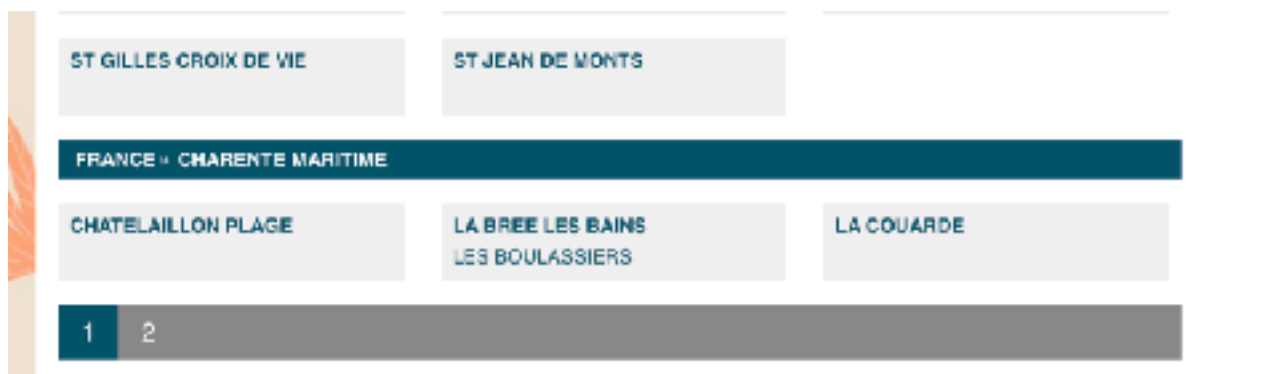 ST GILLES CROIX DE VIE
ST JEAN DE MONTS
FRANCE » CHARENTE MARITIME
CHATELAILLON PLAGE
LA BREE LES BAINS
LES BOULASSIERS
LA COUARDE
1 2